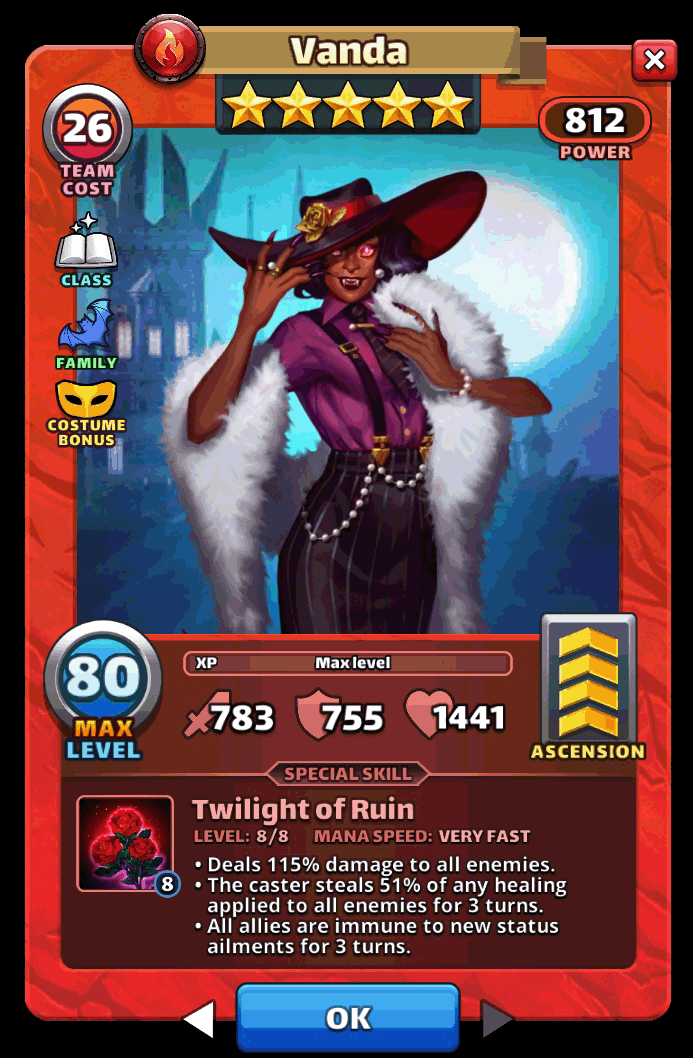 Vanda
26
TEAM
COST
812
POWER
CLASS
FAMILY
COSTUME
BONUS
80
MAX
LEVEL
XP
Max level
783
755
1441
ASCENSION
SPECIAL SKILL
Twilight of Ruin
LEVEL: 8/8 MANA SPEED: VERY FAST
8
• Deals 115% damage to all enemies.
• The caster steals 51% of any healing
applied to all enemies for 3 turns.
• All allies are immune to new status
ailments for 3 turns.
OK